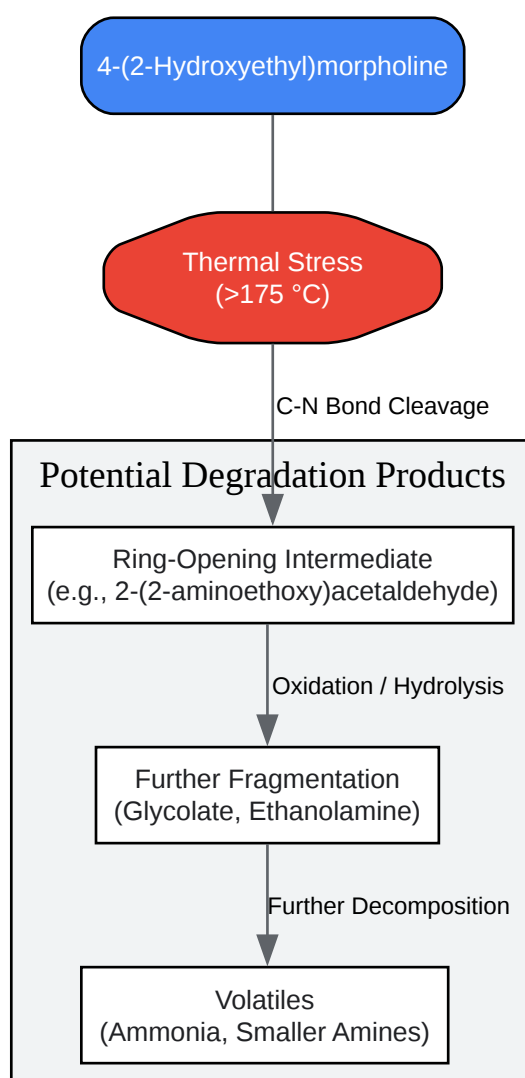 4-(2-Hydroxyethyl)morpholine
Thermal Stress
(>175 °C)
C-N Bond Cleavage
Potential Degradation Products
Ring-Opening Intermediate
(e.g., 2-(2-aminoethoxy)acetaldehyde)
Oxidation / Hydrolysis
Further Fragmentation
(Glycolate, Ethanolamine)
Further Decomposition
Volatiles
(Ammonia, Smaller Amines)